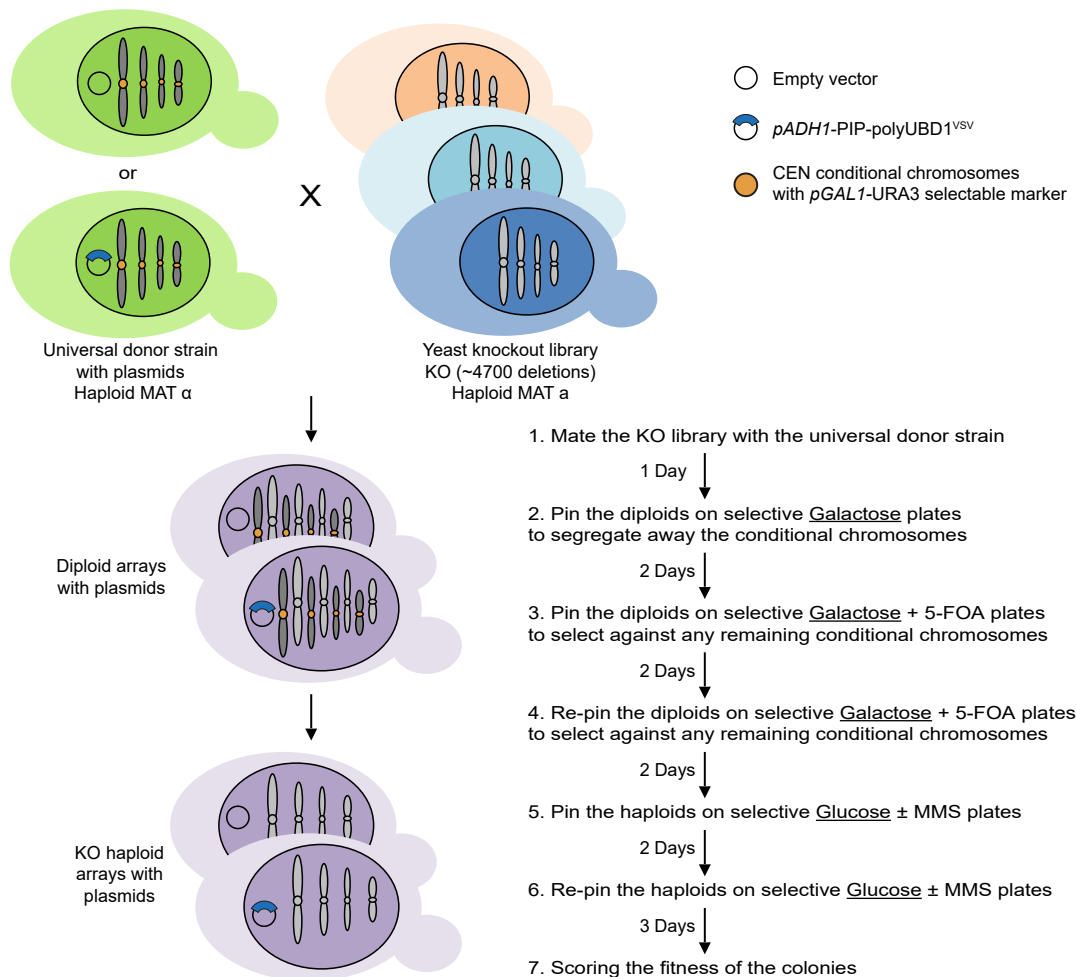 Empty vector
pADH1-PIP-polyUBD1VSV
CEN conditional chromosomes
with pGAL1-URA3 selectable marker
or
X
Universal donor strain
with plasmids
Haploid MAT α
Yeast knockout library
KO (~4700 deletions)
Haploid MAT a
Diploid arrays
with plasmids
KO haploid
arrays with
plasmids
1. Mate the KO library with the universal donor strain
1 Day
2. Pin the diploids on selective Galactose plates
to segregate away the conditional chromosomes
2 Days
3. Pin the diploids on selective Galactose + 5-FOA plates
to select against any remaining conditional chromosomes
2 Days
4. Re-pin the diploids on selective Galactose + 5-FOA plates
to select against any remaining conditional chromosomes
2 Days
5. Pin the haploids on selective Glucose ± MMS plates
2 Days
6. Re-pin the haploids on selective Glucose ± MMS plates
3 Days
7. Scoring the fitness of the colonies